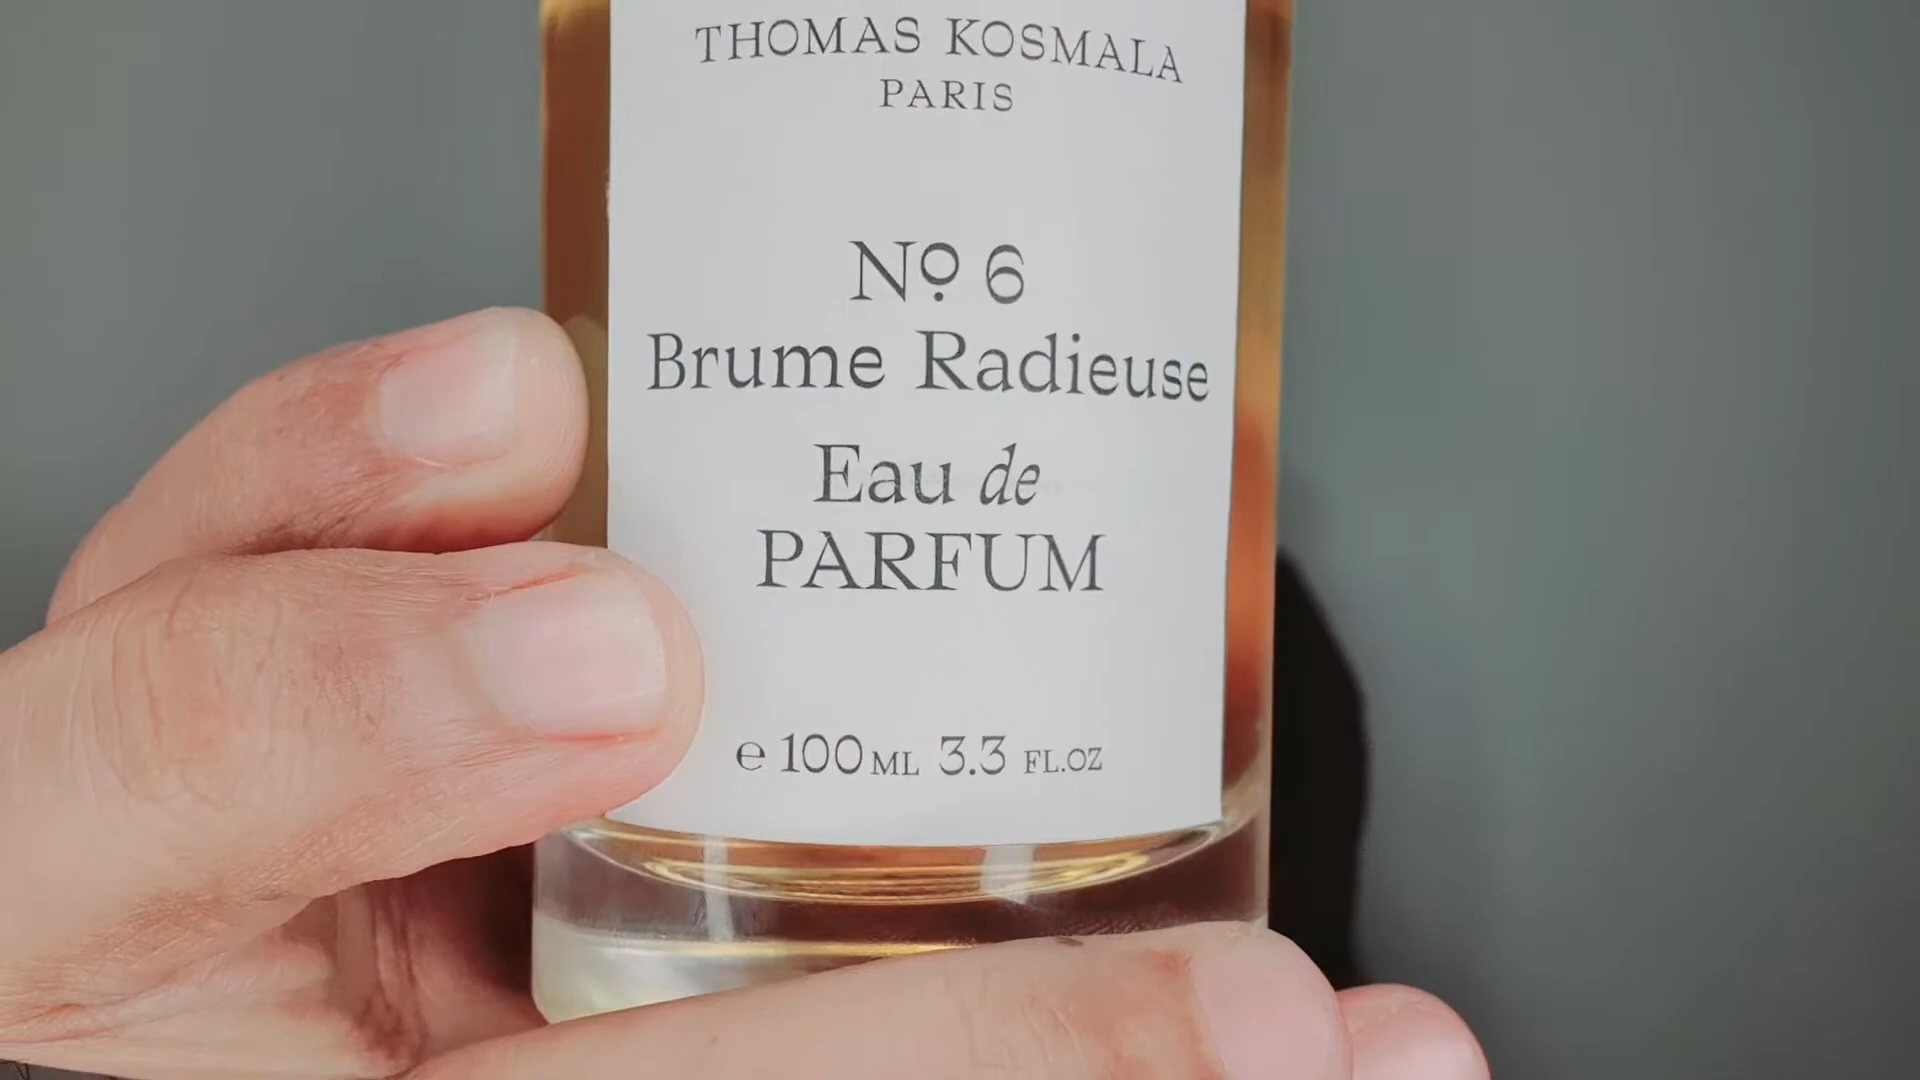 THOMAS KOSMALA
PARIS
Nº 6
Brume Radieuse
Eau de
PARFUM
℮ 100 ML 3.3 FL.OZ